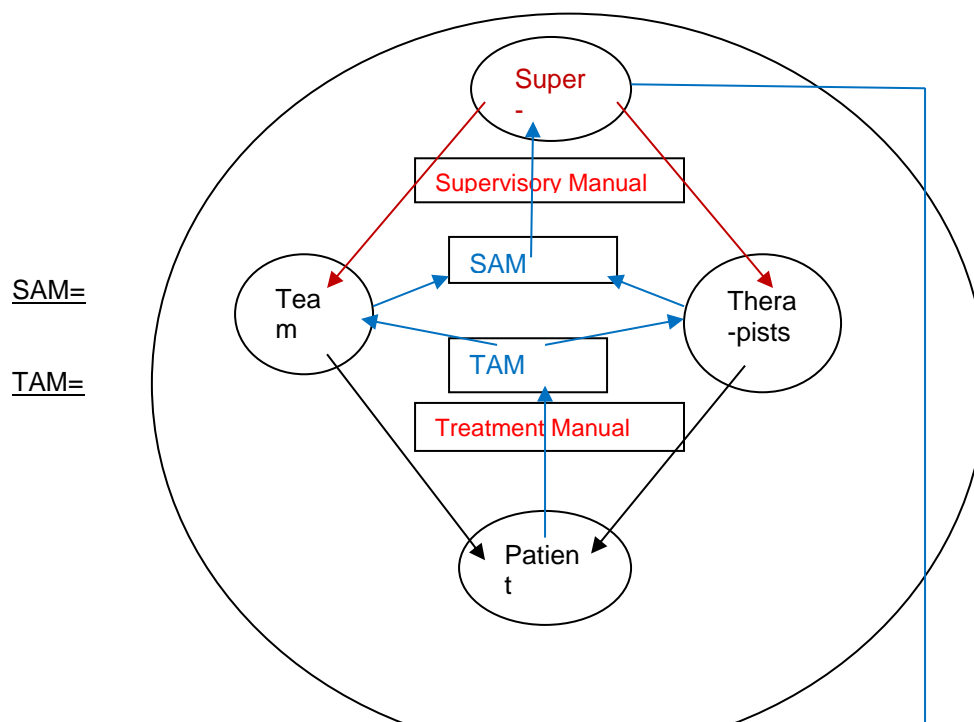 Super
-
Supervisory Manual
SAM
SAM=
Tea
m
Thera
-pists
TAM
TAM=
Treatment Manual
Patien
t